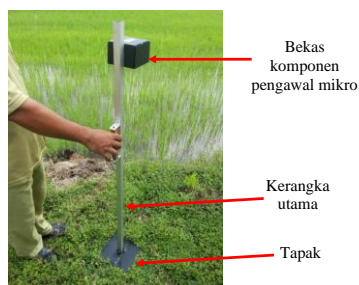 Bekas
komponen
pengawal mikro
Kerangka
utama
Tapak